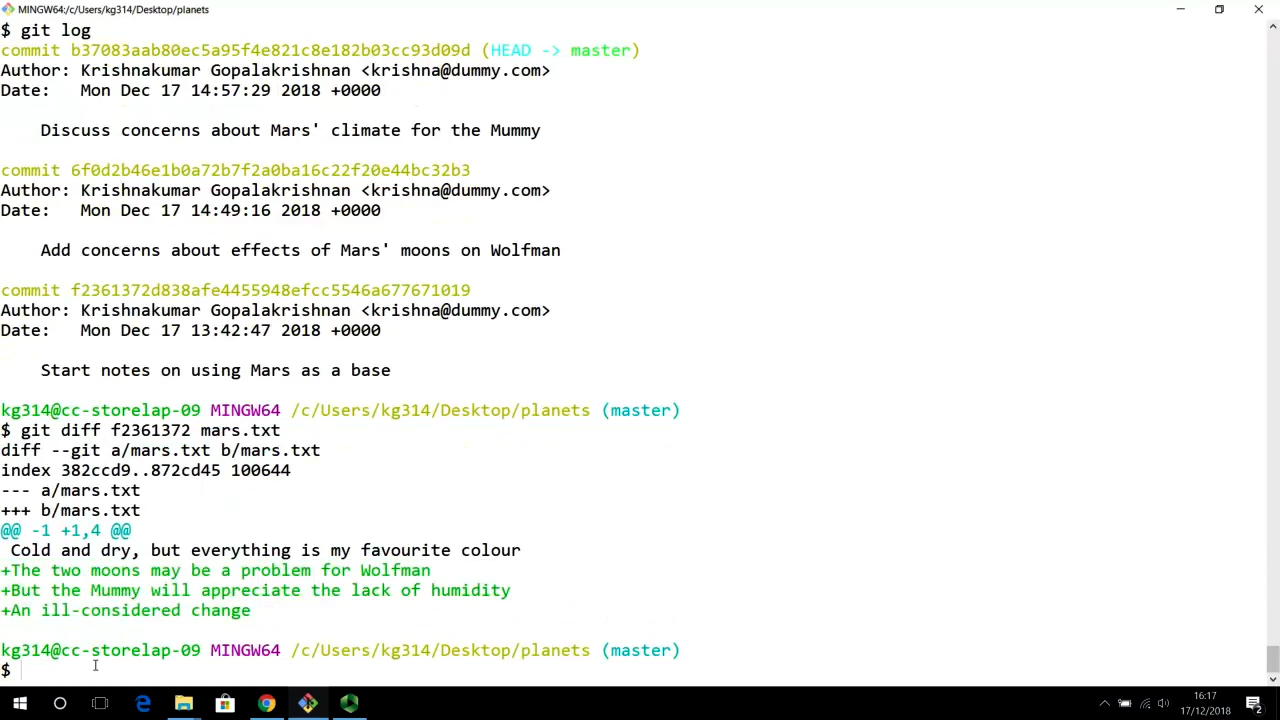 MINGW64:/c/Users/kg314/Desktop/planets
$ git log
commit b37083aab80ec5a95f4e821c8e182b03cc93d09d (HEAD -> master)
Author: Krishnakumar Gopalakrishnan <krishna@dummy.com>
Date:   Mon Dec 17 14:57:29 2018 +0000
    Discuss concerns about Mars' climate for the Mummy
commit 6f0d2b46e1b0a72b7f2a0ba16c22f20e44bc32b3
Author: Krishnakumar Gopalakrishnan <krishna@dummy.com>
Date:   Mon Dec 17 14:49:16 2018 +0000
    Add concerns about effects of Mars' moons on Wolfman
commit f2361372d838afe4455948efcc5546a677671019
Author: Krishnakumar Gopalakrishnan <krishna@dummy.com>
Date:   Mon Dec 17 13:42:47 2018 +0000
    Start notes on using Mars as a base
kg314@cc-storelap-09 MINGW64 /c/Users/kg314/Desktop/planets (master)
$ git diff f2361372 mars.txt
diff --git a/mars.txt b/mars.txt
index 382ccd9..872cd45 100644
--- a/mars.txt
+++ b/mars.txt
@@ -1 +1,4 @@
 Cold and dry, but everything is my favourite colour
+The two moons may be a problem for Wolfman
+But the Mummy will appreciate the lack of humidity
+An ill-considered change
kg314@cc-storelap-09 MINGW64 /c/Users/kg314/Desktop/planets (master)
$
16:17
17/12/2018
2